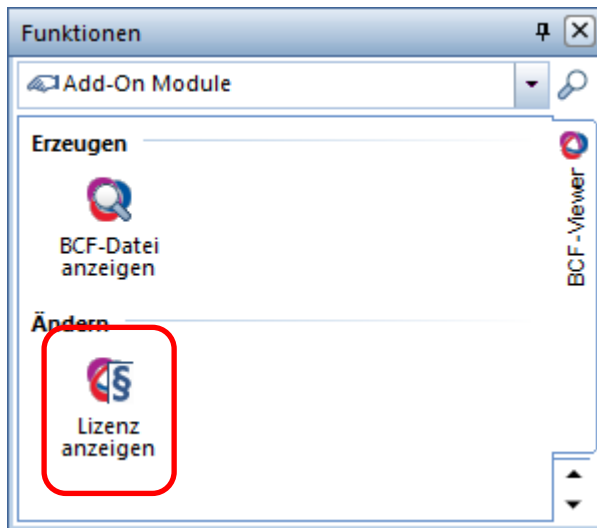 Funktionen
Add-On Module
Erzeugen
BCF-Datei
anzeigen
Ändern
§
Lizenz
anzeigen
BCF-Viewer